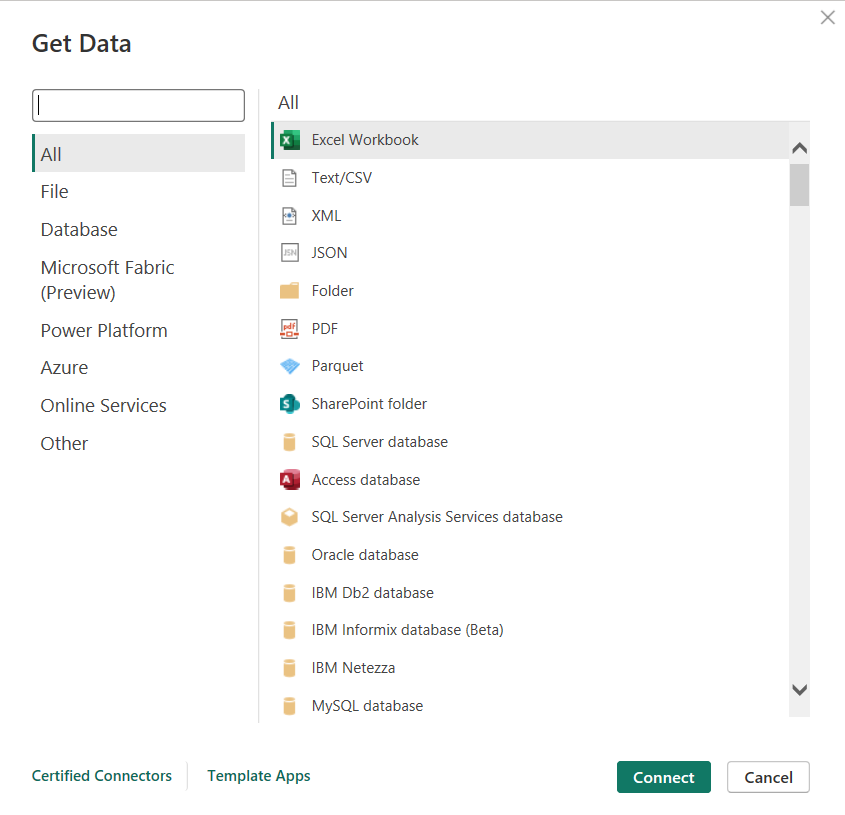 Get Data
All
File
Database
Microsoft Fabric
(Preview)
Power Platform
Azure
Online Services
Other
All
Excel Workbook
Text/CSV
XML
JSN
JSON
Folder
pdf
PDF
Parquet
S
SharePoint folder
SQL Server database
A
Access database
SQL Server Analysis Services database
Oracle database
IBM Db2 database
IBM Informix database (Beta)
IBM Netezza
MySQL database
Certified Connectors
Template Apps
Connect
Cancel